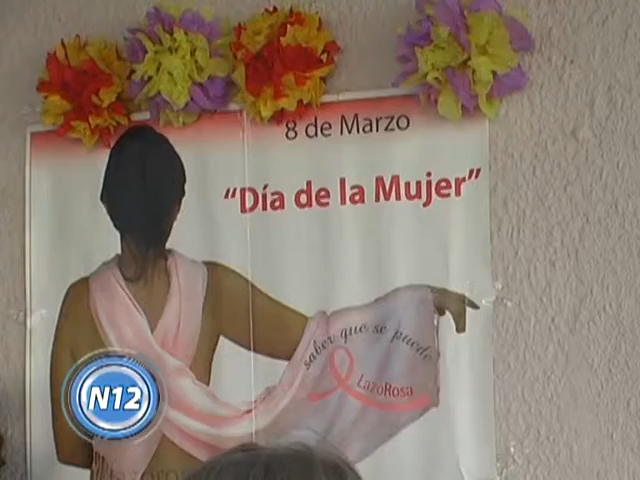 8 de Marzo
“Día de la Mujer”
saber que se puede
LazoRosa
N12